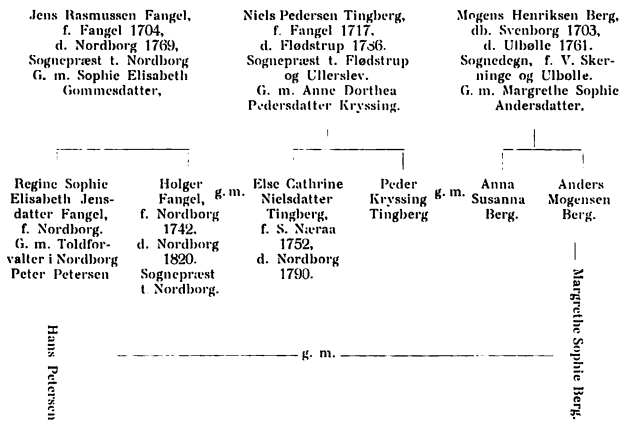 Jens Rasmussen Fangel,
f. Fangel 1704,
d. Nordborg 1769,
Sognepræst t. Nordborg
G. m. Sophie Elisabeth
Gommesdatter,
Niels Pedersen Tingberg,
f. Fangel 1717,
d. Flødstrup 1786.
Sognepræst t. Flødstrup
og Ullerslev.
G. m. Anne Dorthea
Pedersdatter Kryssing.
Mogens Henriksen Berg,
db. Svenborg 1703,
d. Ulbølle 1761.
Sognedegn, f. V. Sker-
ninge og Ulbølle.
G. m. Margrethe Sophie
Andersdatter.
Regine Sophie
Elisabeth Jens-
datter Fangel,
f. Nordborg.
G. m. Toldfor-
valter i Nordborg
Peter Petersen
Holger
Fangel,
f. Nordborg
1742.
d. Nordborg
1820.
Sognepræst
t. Nordborg.
g. m.
Else Cathrine
Nielsdatter
Tingberg,
f. S. Næraa
1752,
d. Nordborg
1790.
Peder
Kryssing
Tingberg
g. m.
Anna
Susanna
Berg.
Anders
Mogensen
Berg.
Hans Petersen
g. m.
Margrethe Sophie Berg.